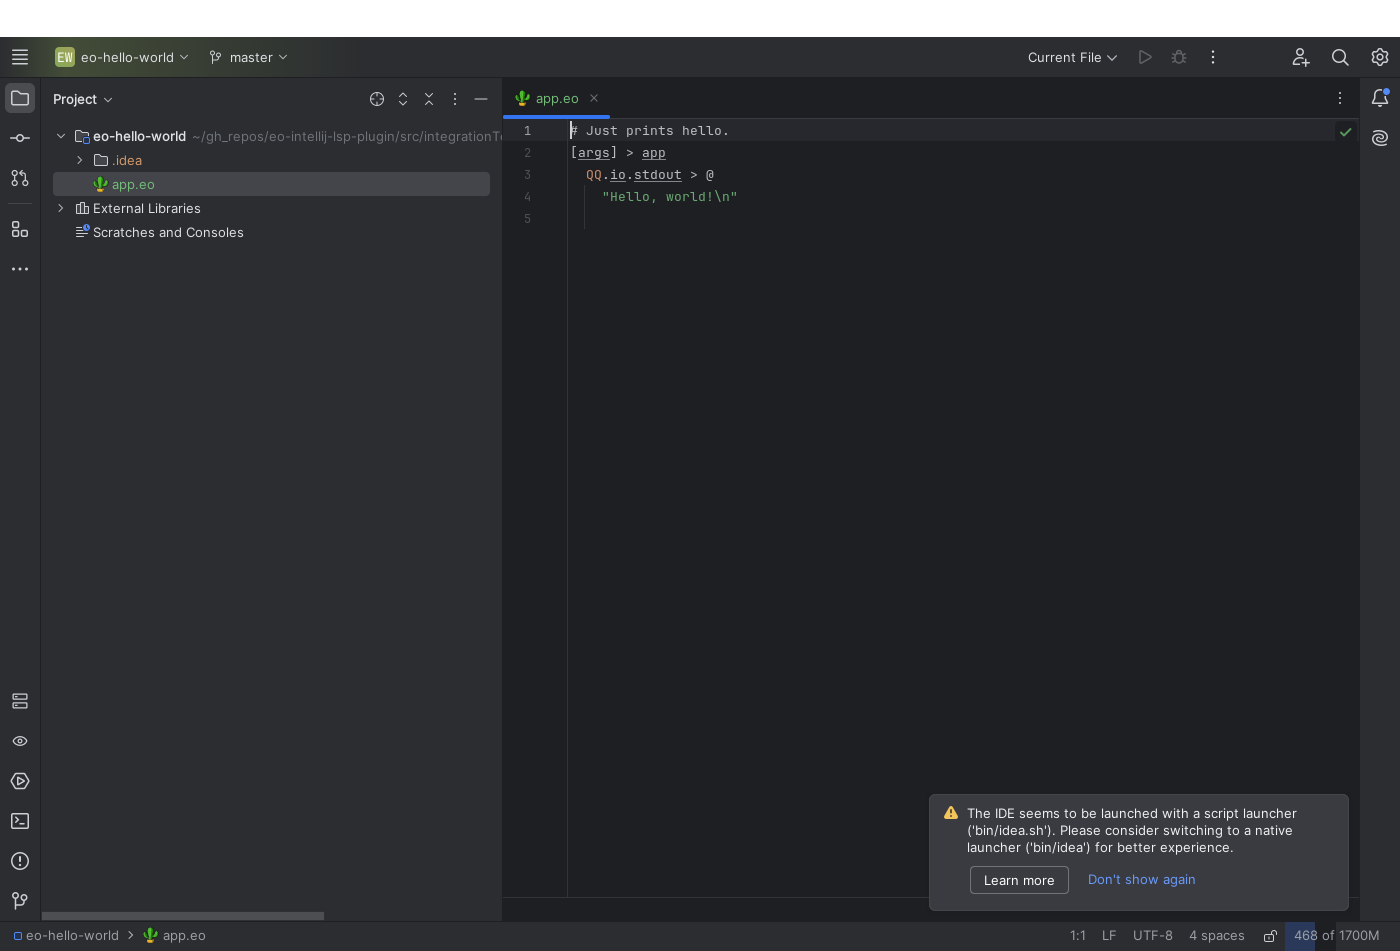 EW eo-hello-world master Current File
Project
app.eo
eo-hello-world ~/gh_repos/eo-intellij-lsp-plugin/src/integrationTe
.idea
app.eo
External Libraries
Scratches and Consoles
1 # Just prints hello.
2 [args] > app
3 QQ.io.stdout > @
4 "Hello, world!\n"
5
The IDE seems to be launched with a script launcher
('bin/idea.sh'). Please consider switching to a native
launcher ('bin/idea') for better experience.
Learn more Don't show again
eo-hello-world app.eo 1:1 LF UTF-8 4 spaces 468 of 1700M